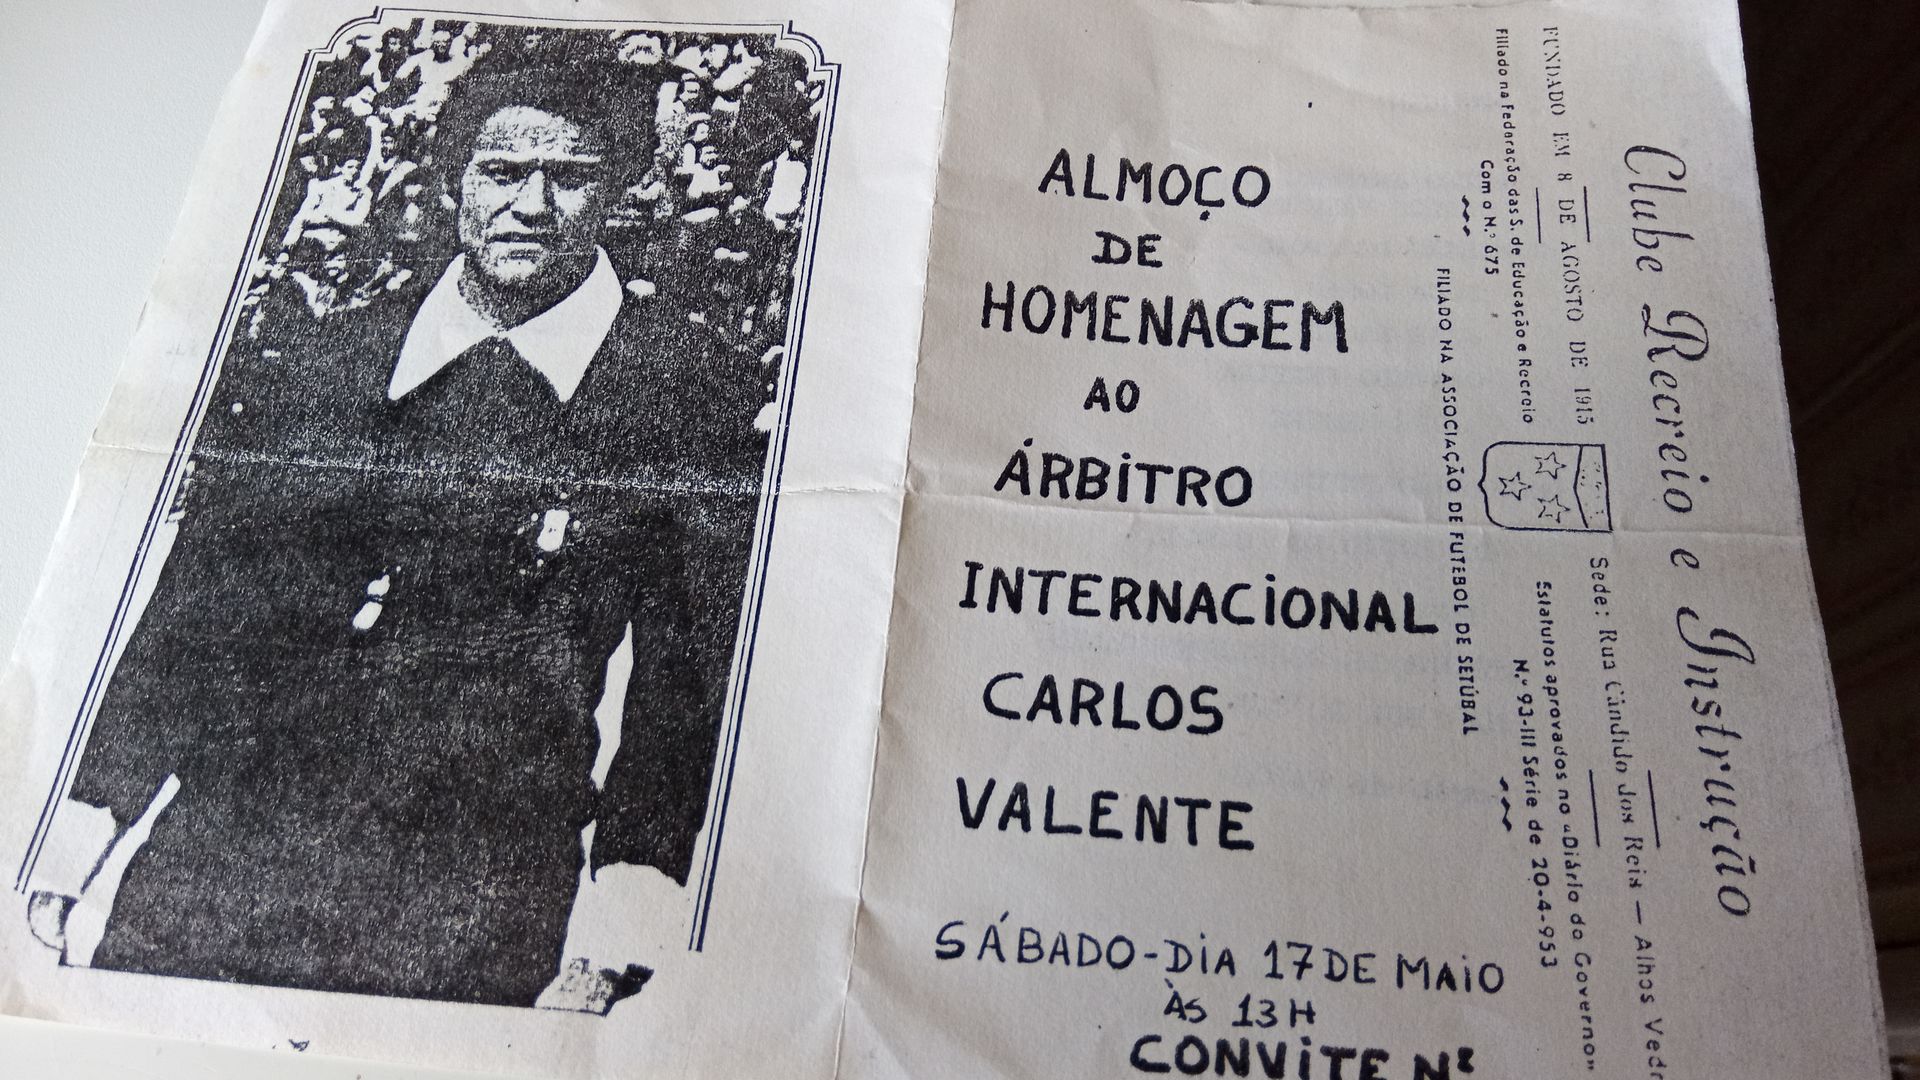 ALMOÇO
DE
HOMENAGEM
AO
ÁRBITRO
INTERNACIONAL
CARLOS
VALENTE
SÁBADO-DIA 17 DE MAIO
ÀS 13H
CONVITE Nº
Clube Recreio e Instrução
FUNDADO EM 8 DE AGOSTO DE 1915
Filiado na Federação das S. de Educação e Recreio
Com o N.º 675
Sede: Rua Cândido dos Reis — Alhos
Estatutos aprovados no «Diário do Governo»
N.º 93-III Série de 20-4-953
FILIADO NA ASSOCIAÇÃO DE FUTEBOL DE SETÚBAL